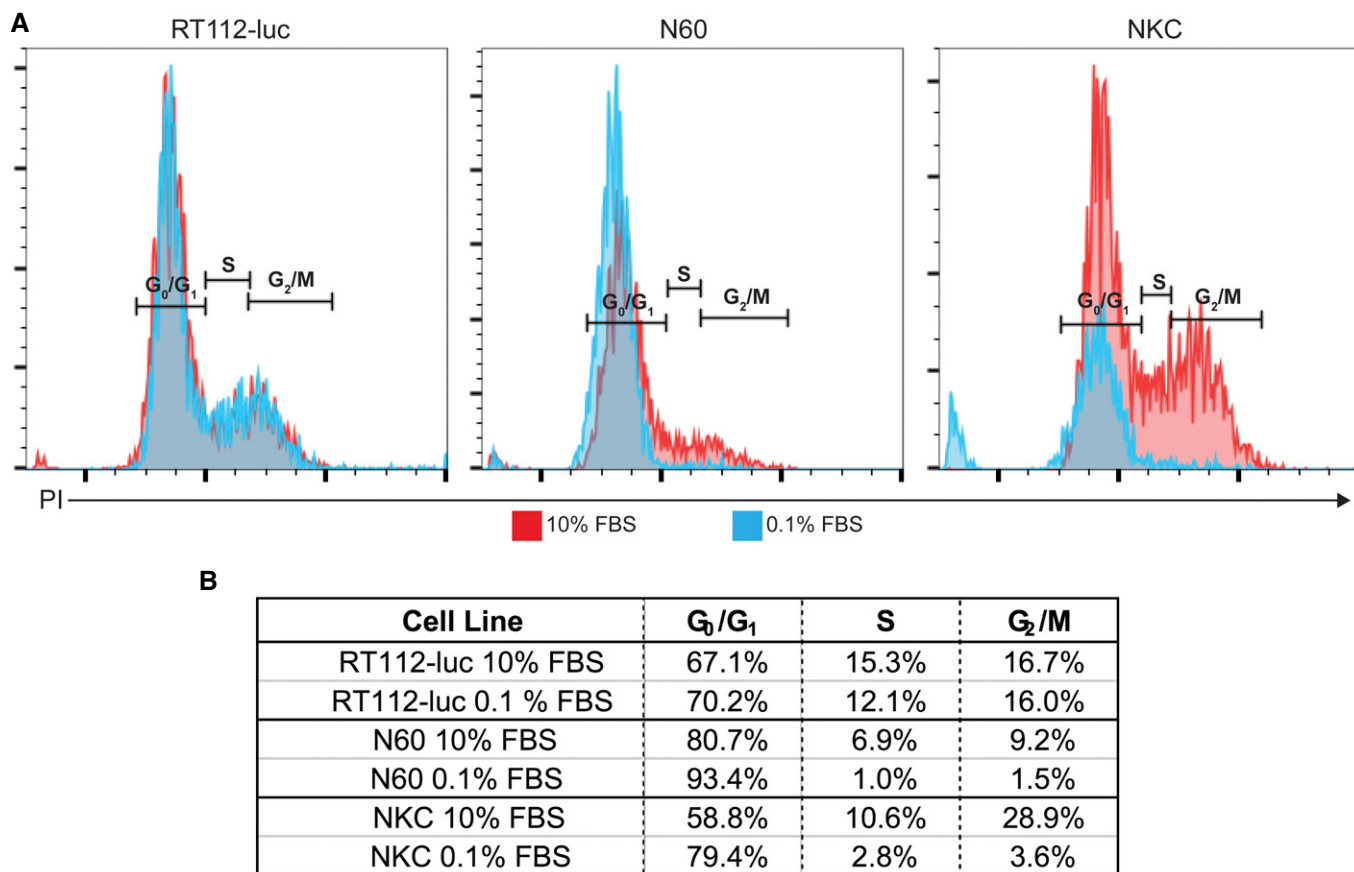 A
RT112-luc
N60
NKC
S
G₀/G₁
G₂/M
S
G₀/G₁
G₂/M
S
G₀/G₁
G₂/M
PI
10% FBS
0.1% FBS
B
Cell Line G₀/G₁ S G₂/M
RT112-luc 10% FBS 67.1% 15.3% 16.7%
RT112-luc 0.1 % FBS 70.2% 12.1% 16.0%
N60 10% FBS 80.7% 6.9% 9.2%
N60 0.1% FBS 93.4% 1.0% 1.5%
NKC 10% FBS 58.8% 10.6% 28.9%
NKC 0.1% FBS 79.4% 2.8% 3.6%